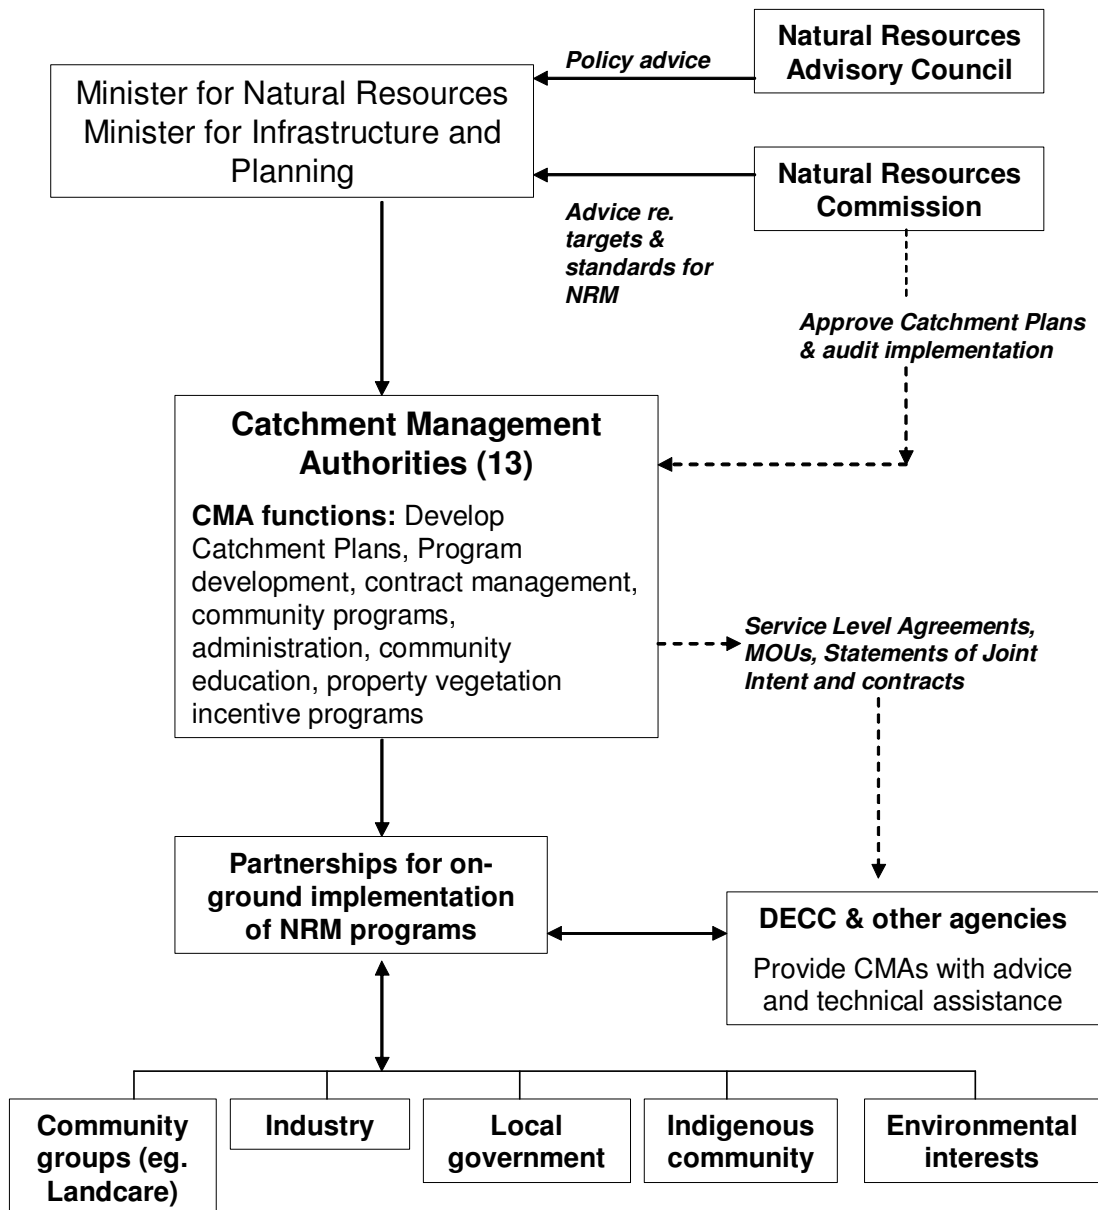 Natural Resources
Advisory Council
Policy advice
Minister for Natural Resources
Minister for Infrastructure and
Planning
Natural Resources
Commission
Advice re.
targets &
standards for
NRM
Approve Catchment Plans
& audit implementation
Catchment Management
Authorities (13)
CMA functions: Develop
Catchment Plans, Program
development, contract management,
community programs,
administration, community
education, property vegetation
incentive programs
Service Level Agreements,
MOUs, Statements of Joint
Intent and contracts
Partnerships for on-
ground implementation
of NRM programs
DECC & other agencies
Provide CMAs with advice
and technical assistance
Community
groups (eg.
Landcare)
Industry
Local
government
Indigenous
community
Environmental
interests